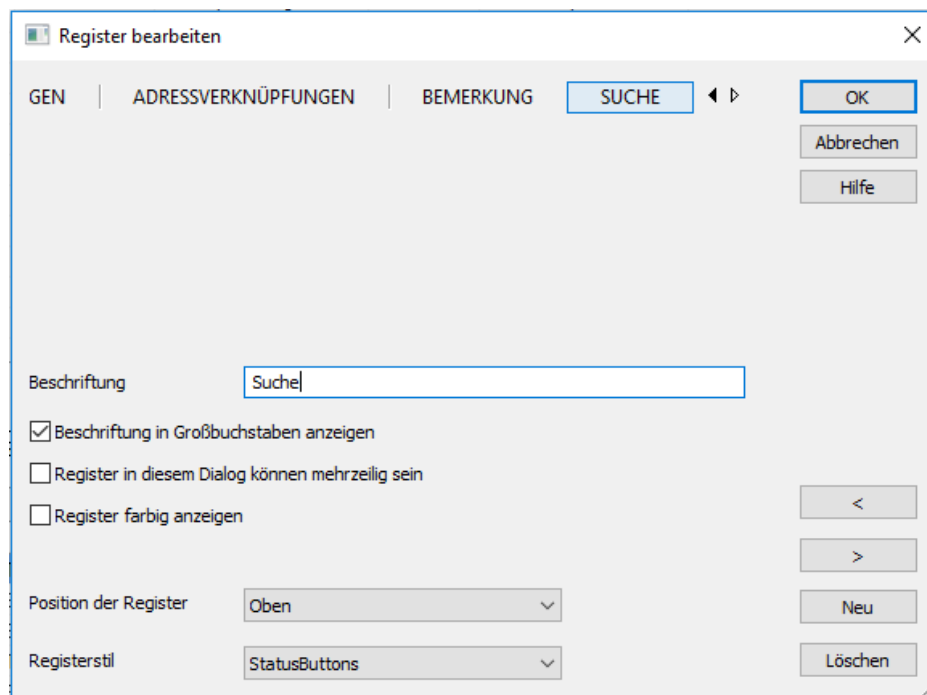 Register bearbeiten
GEN ADRESSVERKNÜPFUNGEN BEMERKUNG SUCHE
OK
Abbrechen
Hilfe
Beschriftung Suche
Beschriftung in Großbuchstaben anzeigen
Register in diesem Dialog können mehrzeilig sein
Register farbig anzeigen
<
>
Position der Register Oben
Neu
Registerstil StatusButtons
Löschen